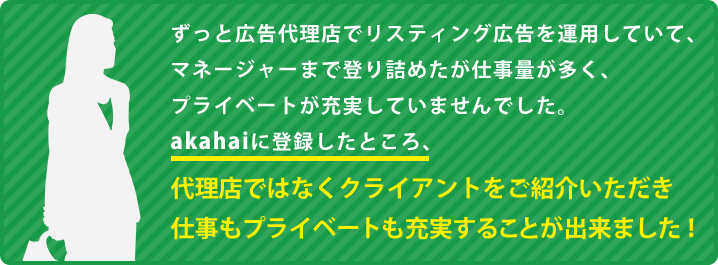 ずっと広告代理店でリスティング広告を運用していて、
マネージャーまで登り詰めたが仕事量が多く、
プライベートが充実していませんでした。
akahaiに登録したところ、
代理店ではなくクライアントをご紹介いただき
仕事もプライベートも充実することが出来ました！